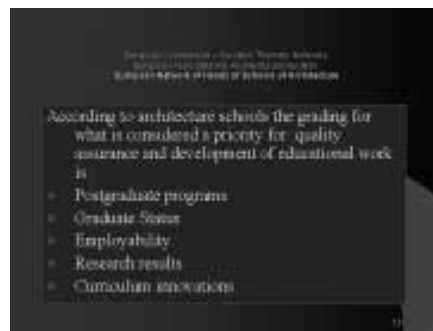 European Network of Heads of Schools of Architecture
According to architecture schools the grading for
what is considered a priority for quality
assurance and development of educational work
is
Postgraduate programs
Graduate Status
Employability
Research results
Curriculum innovations